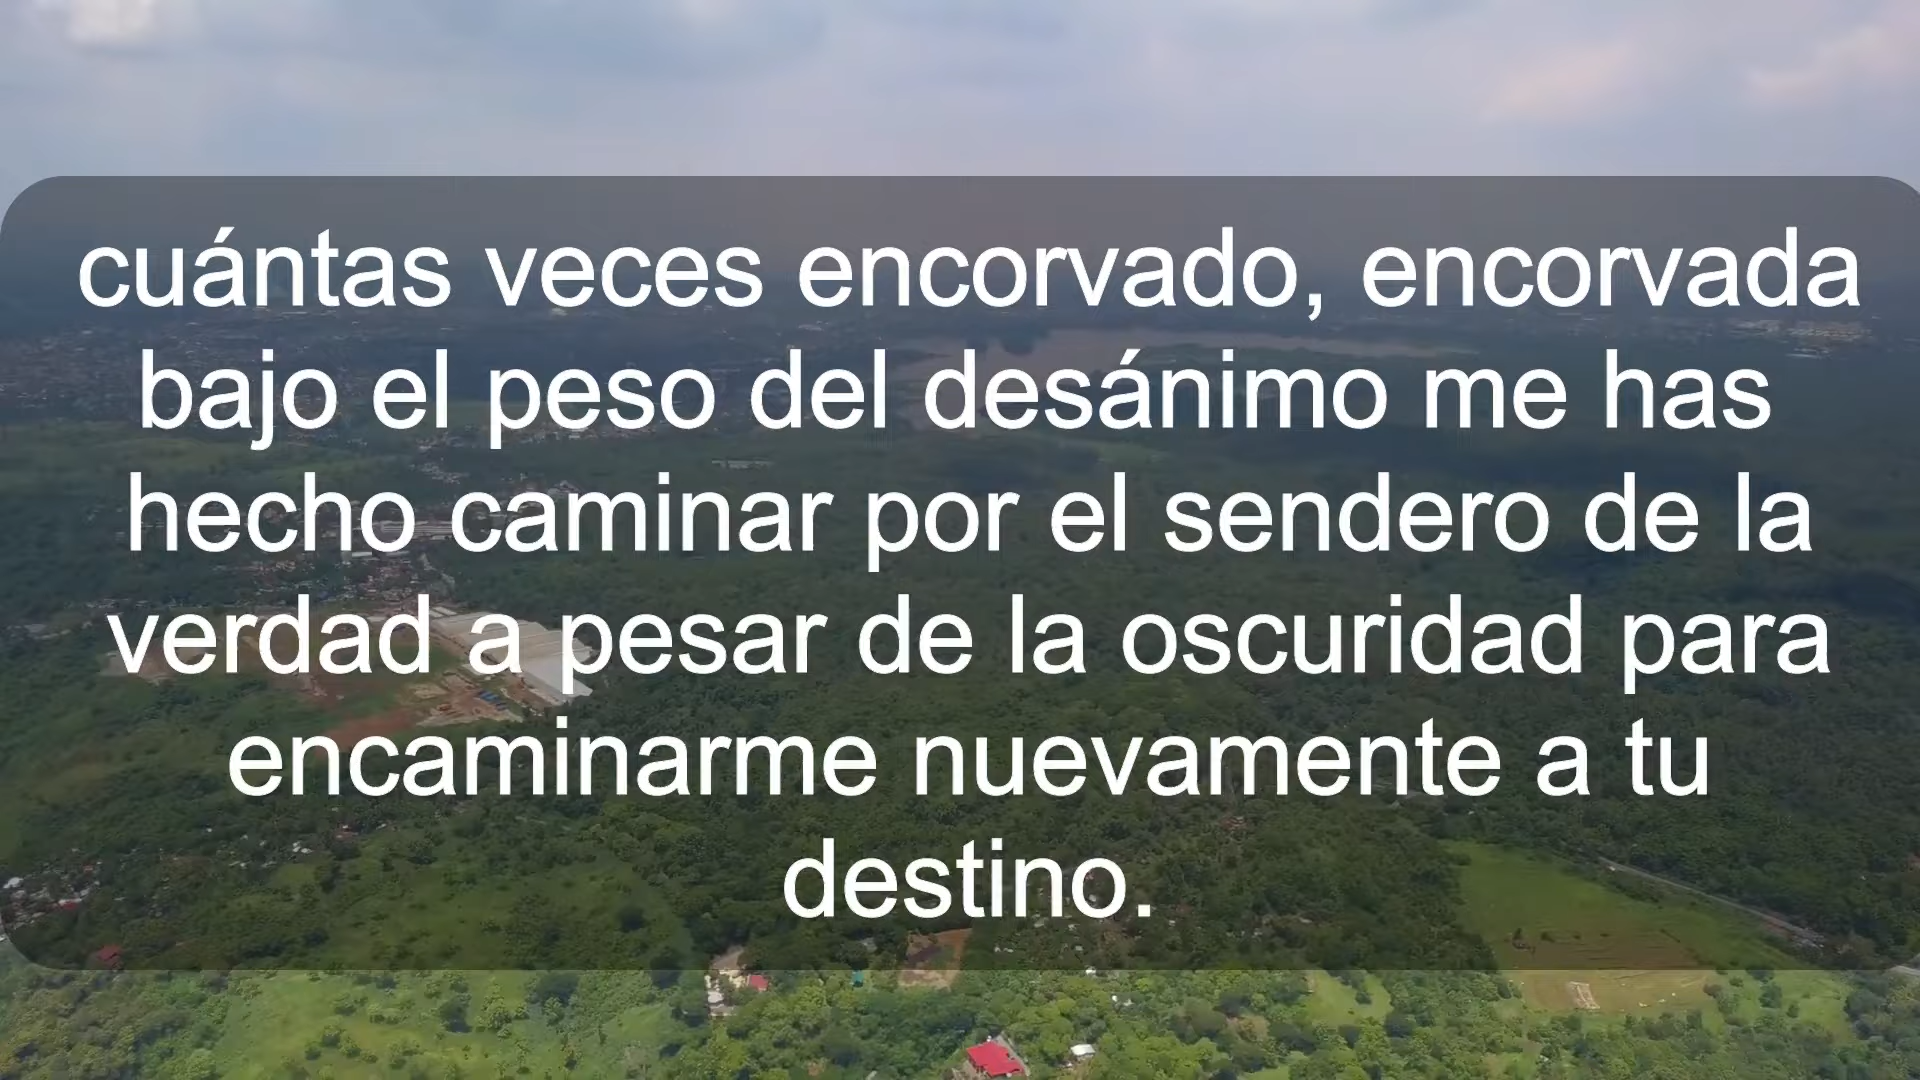 cuántas veces encorvado, encorvada
bajo el peso del desánimo me has
hecho caminar por el sendero de la
verdad a pesar de la oscuridad para
encaminarme nuevamente a tu
destino.